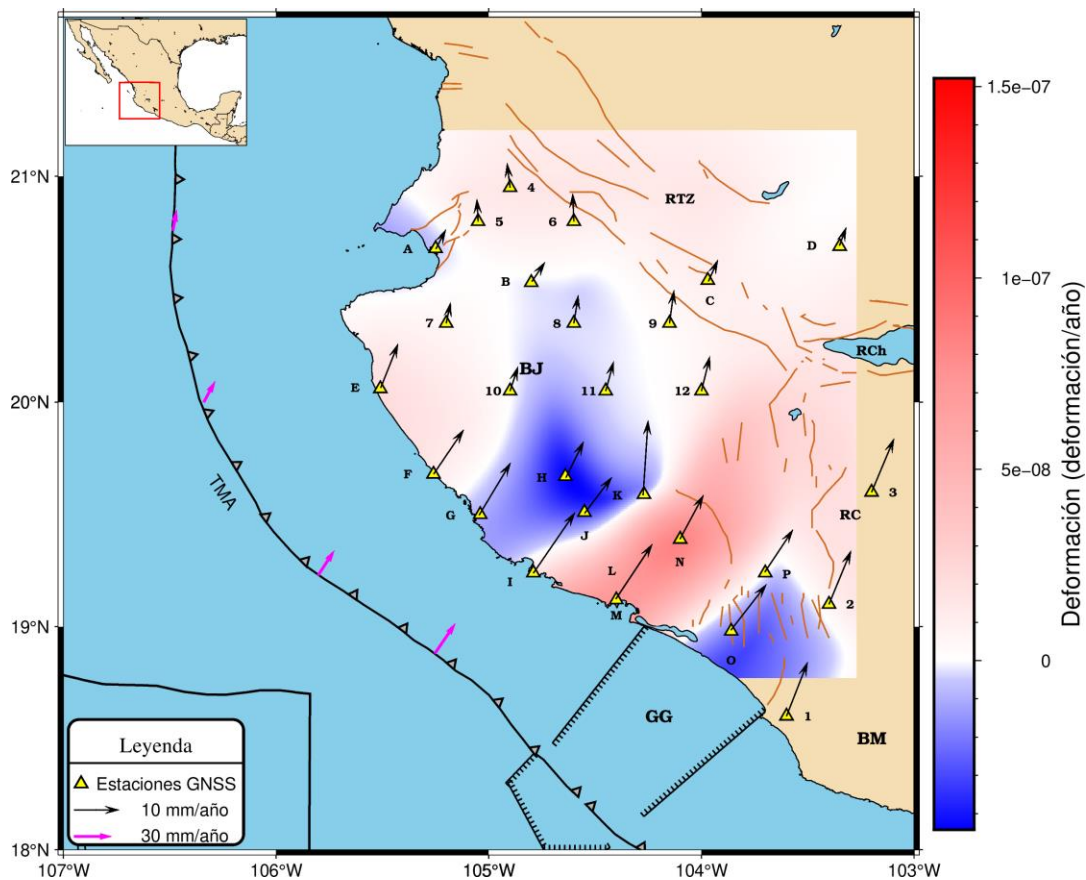 21°N
20°N
19°N
18°N
107°W
106°W
105°W
104°W
103°W
4
5
6
RTZ
A
D
B
C
7
8
9
RCh
E
BJ
10
11
12
F
H
K
G
J
3
RC
N
I
L
P
M
2
O
1
GG
BM
TMA
Leyenda
Estaciones GNSS
10 mm/año
30 mm/año
1.5e−07
1e−07
5e−08
0
Deformación (deformación/año)